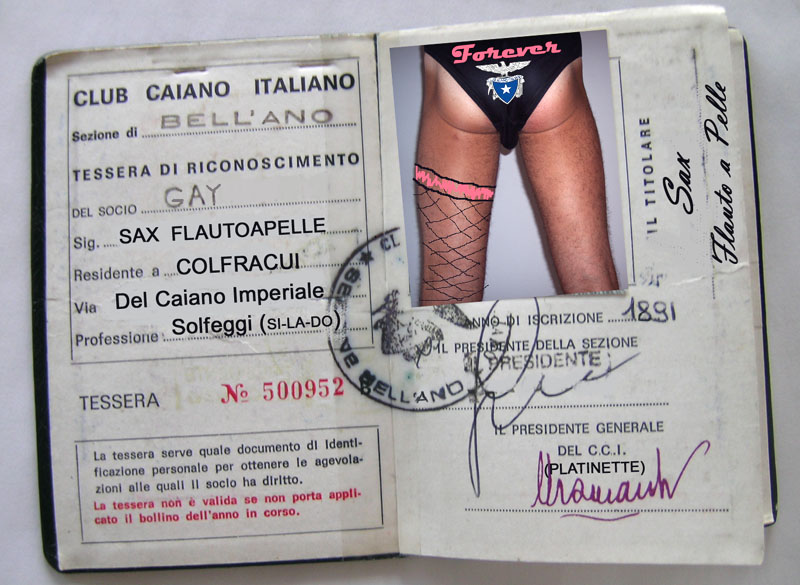 CLUB CAIANO ITALIANO
Sezione di BELL'ANO
TESSERA DI RICONOSCIMENTO
DEL SOCIO GAY
Sig. SAX FLAUTOAPELLE
Residente a COLFRACUI
Via Del Caiano Imperiale
Professione Solfeggi (SI-LA-DO)
TESSERA Nº 500952
La tessera serve quale documento di identi-
ficazione personale per ottenere le agevola-
zioni alle quali il socio ha diritto.
La tessera non è valida se non porta appli-
cato il bollino dell'anno in corso.
Forever
IL TITOLARE
Sax
Flauto a Pelle
BELL'ANO
ANNO DI ISCRIZIONE 1891
IL PRESIDENTE DELLA SEZIONE
PRESIDENTE
IL PRESIDENTE GENERALE
DEL C.C.I.
(PLATINETTE)